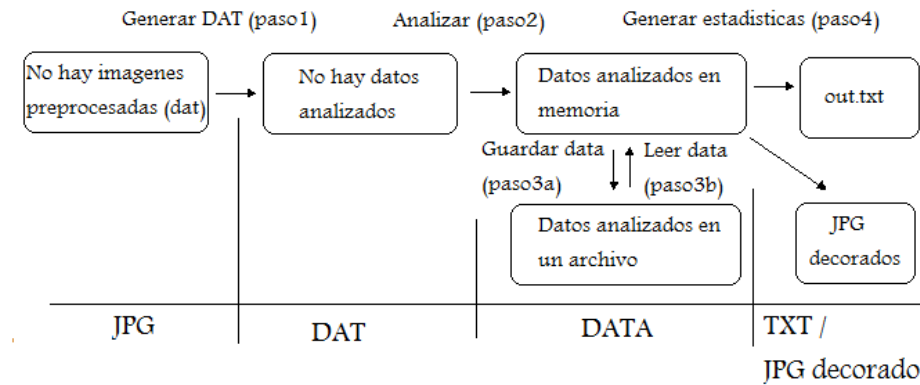 Generar DAT (paso1)
Analizar (paso2)
Generar estadisticas (paso4)
No hay imagenes
preprocesadas (dat)
No hay datos
analizados
Datos analizados en
memoria
out.txt
Guardar data
(paso3a)
Leer data
(paso3b)
Datos analizados en
un archivo
JPG
decorados
JPG
DAT
DATA
TXT /
JPG decorado